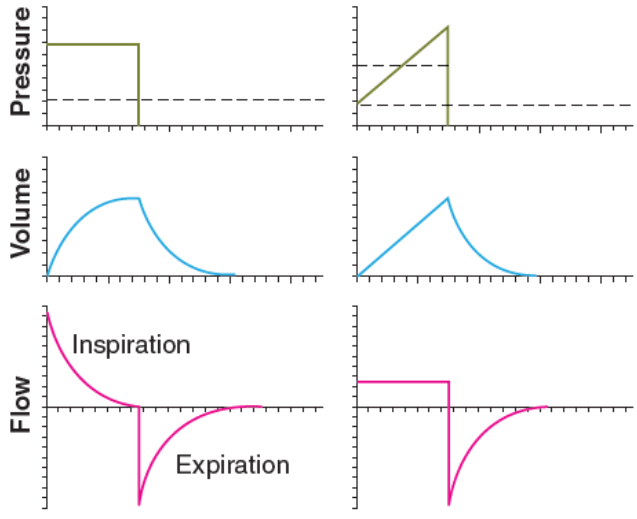 Pressure
Volume
Flow
Inspiration
Expiration